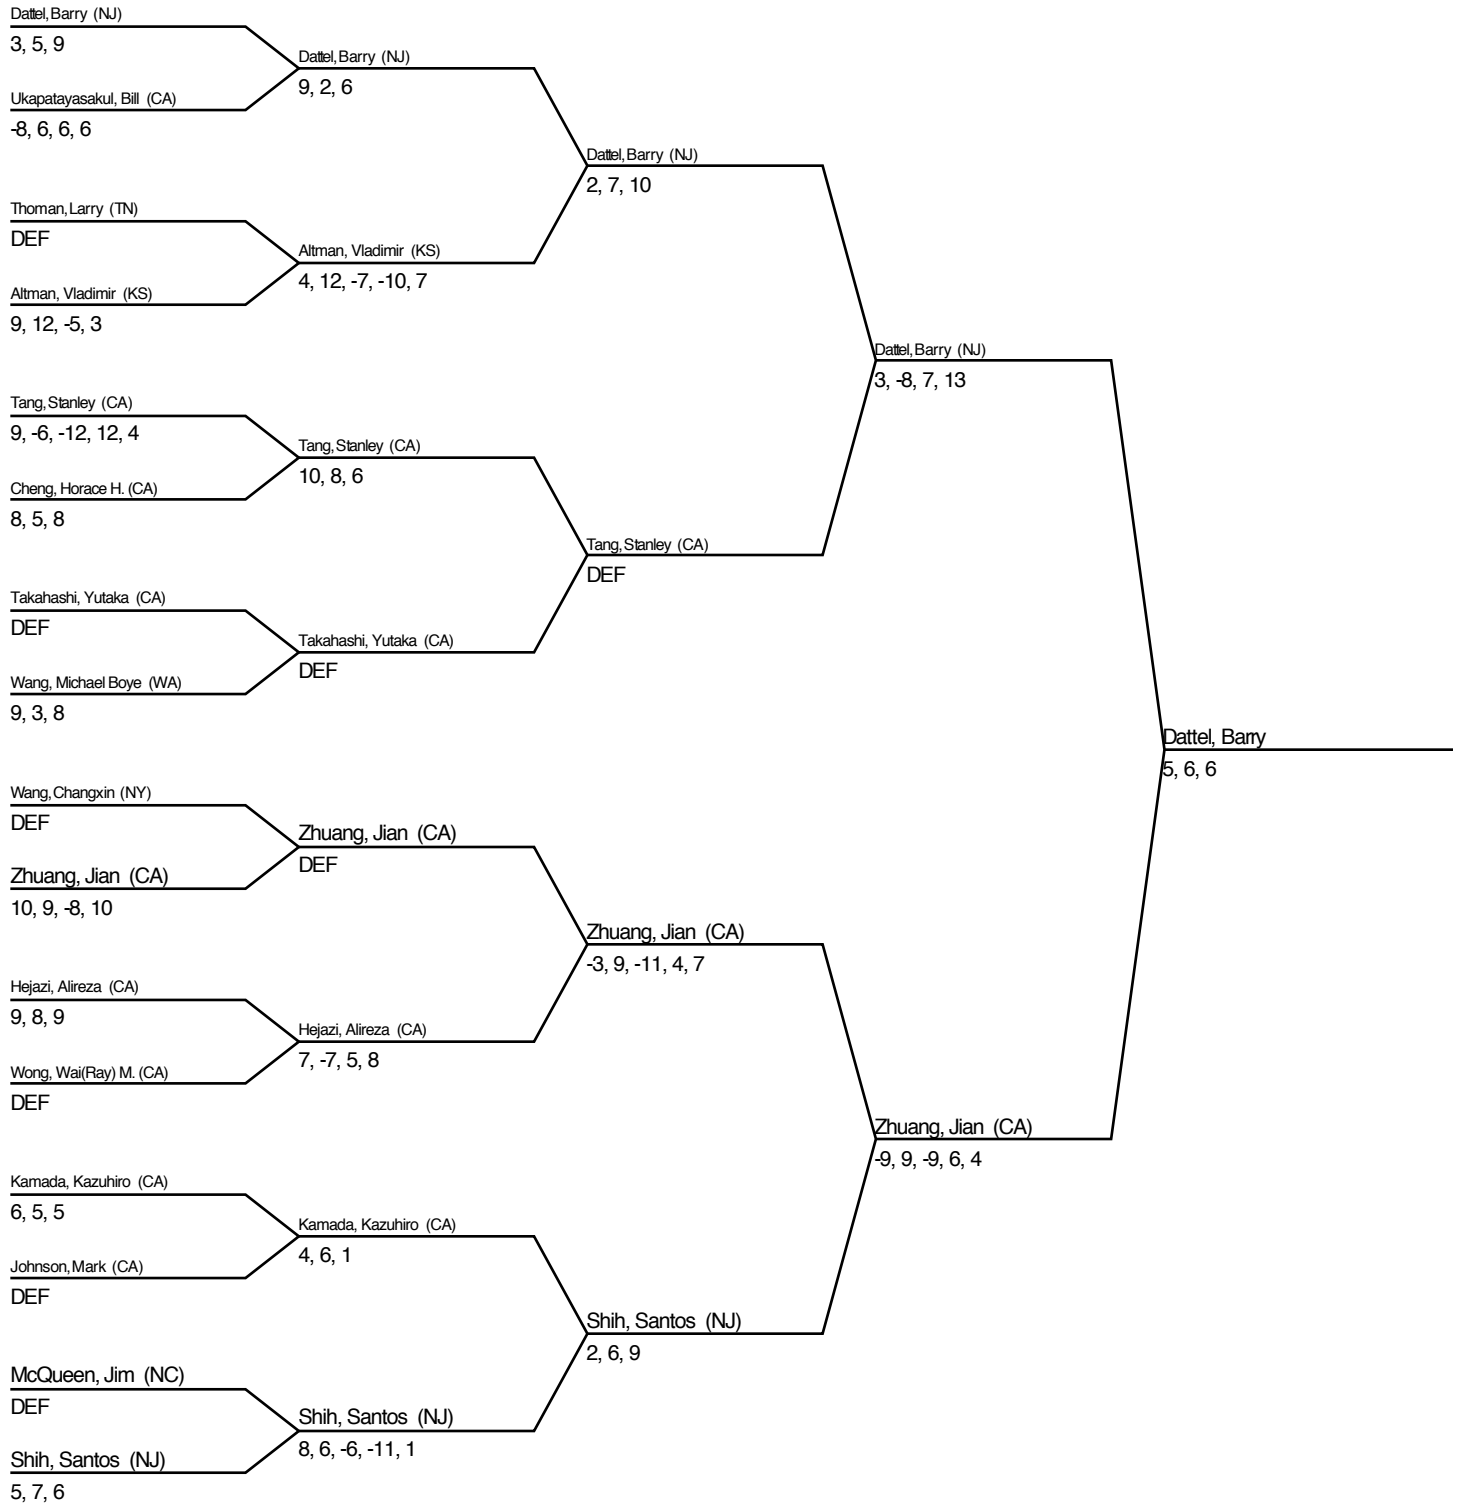 Dattel, Barry (NJ)
3, 5, 9
Ukapatayasakul, Bill (CA)
-8, 6, 6, 6
Thoman, Larry (TN)
DEF
Altman, Vladimir (KS)
9, 12, -5, 3
Tang, Stanley (CA)
9, -6, -12, 12, 4
Cheng, Horace H. (CA)
8, 5, 8
Takahashi, Yutaka (CA)
DEF
Wang, Michael Boye (WA)
9, 3, 8
Wang, Changxin (NY)
DEF
Zhuang, Jian (CA)
10, 9, -8, 10
Hejazi, Alireza (CA)
9, 8, 9
Wong, Wai(Ray) M. (CA)
DEF
Kamada, Kazuhiro (CA)
6, 5, 5
Johnson, Mark (CA)
DEF
McQueen, Jim (NC)
DEF
Shih, Santos (NJ)
5, 7, 6
Dattel, Barry (NJ)
9, 2, 6
Altman, Vladimir (KS)
4, 12, -7, -10, 7
Tang, Stanley (CA)
10, 8, 6
Takahashi, Yutaka (CA)
DEF
Zhuang, Jian (CA)
DEF
Hejazi, Alireza (CA)
7, -7, 5, 8
Kamada, Kazuhiro (CA)
4, 6, 1
Shih, Santos (NJ)
8, 6, -6, -11, 1
Dattel, Barry (NJ)
2, 7, 10
Tang, Stanley (CA)
DEF
Zhuang, Jian (CA)
-3, 9, -11, 4, 7
Shih, Santos (NJ)
2, 6, 9
Dattel, Barry (NJ)
3, -8, 7, 13
Zhuang, Jian (CA)
-9, 9, -9, 6, 4
Dattel, Barry
5, 6, 6